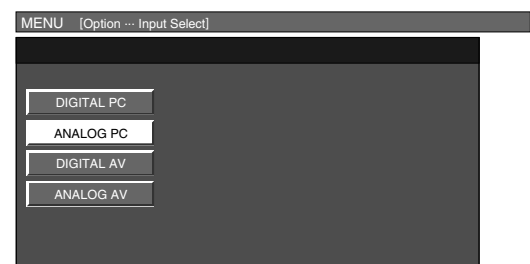 MENU [Option ··· Input Select]
DIGITAL PC
ANALOG PC
DIGITAL AV
ANALOG AV